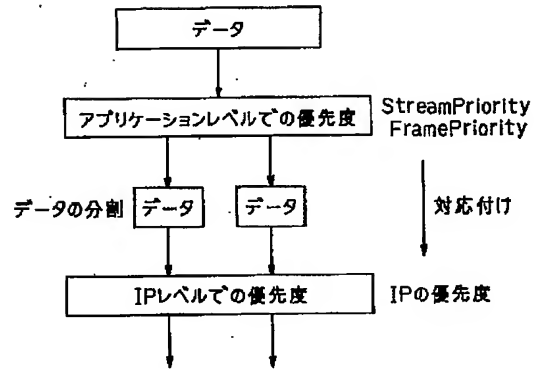 データ
アプリケーションレベルでの優先度
StreamPriority
FramePriority
データの分割
データ
データ
対応付け
IPレベルでの優先度
IPの優先度